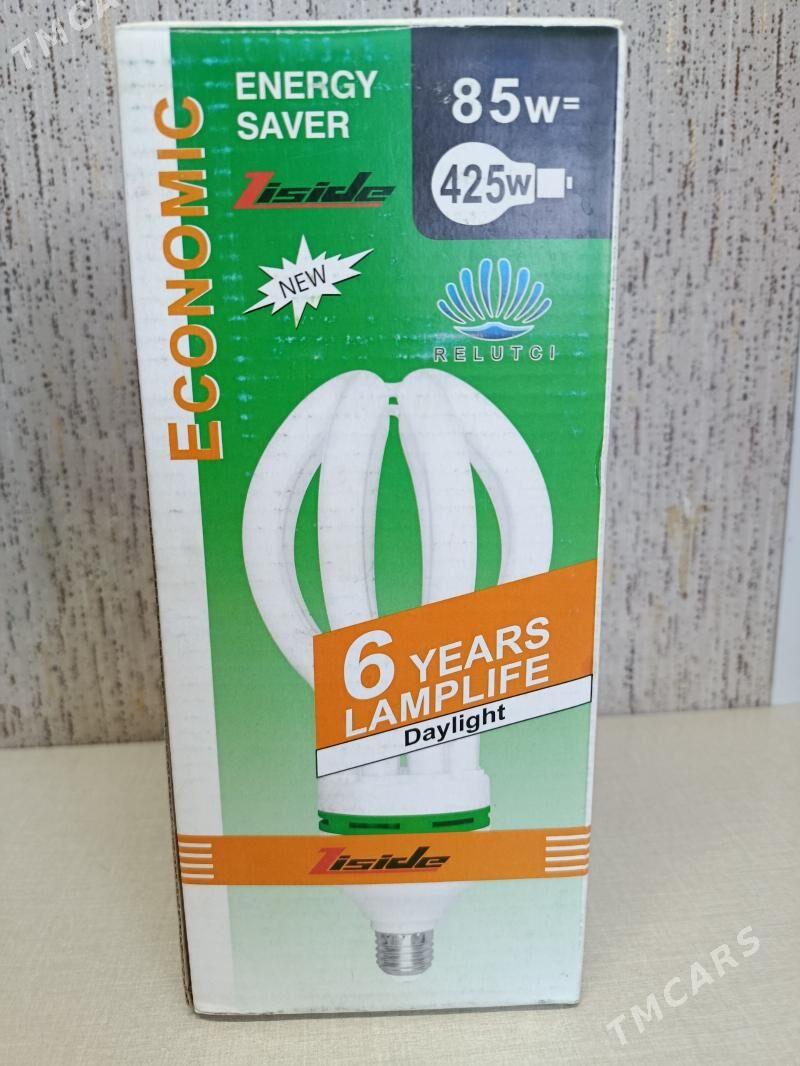 TMCARS
ECONOMIC
ENERGY
SAVER
85W=
425W
Ziside
NEW
RELUTCI
6 YEARS
LAMPLIFE
Daylight
Ziside
TMCARS